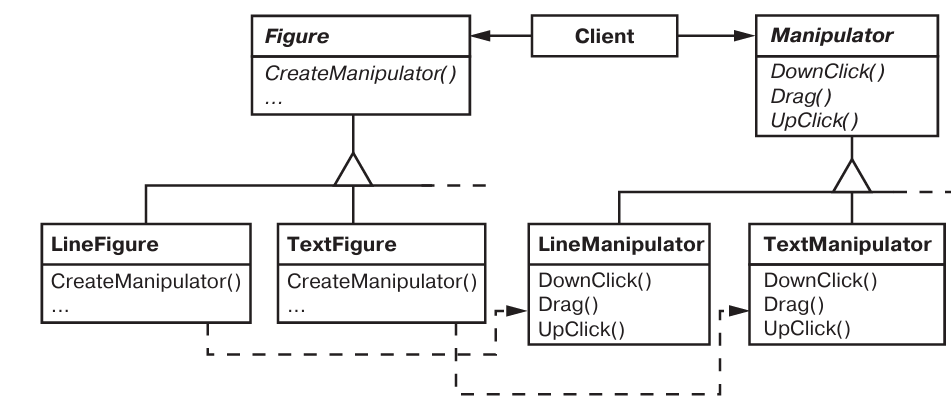 Figure
CreateManipulator()
...
Client
Manipulator
DownClick()
Drag()
UpClick()
LineFigure
CreateManipulator()
...
TextFigure
CreateManipulator()
...
LineManipulator
DownClick()
Drag()
UpClick()
TextManipulator
DownClick()
Drag()
UpClick()